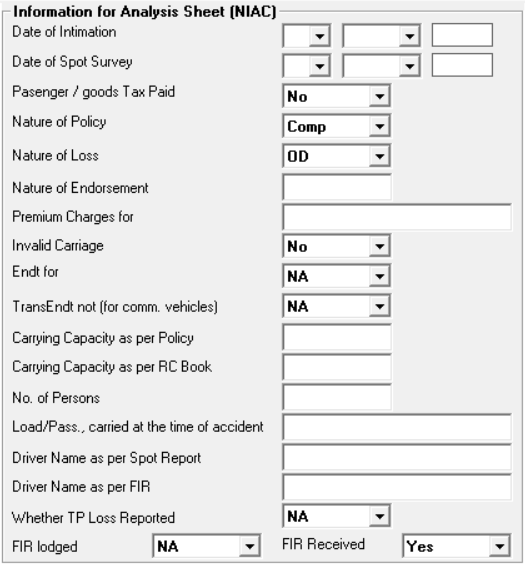 Information for Analysis Sheet (NIAC)
Date of Intimation
Date of Spot Survey
Pasenger / goods Tax Paid No
Nature of Policy Comp
Nature of Loss OD
Nature of Endorsement
Premium Charges for
Invalid Carriage No
Endt for NA
TransEndt not (for comm. vehicles) NA
Carrying Capacity as per Policy
Carrying Capacity as per RC Book
No. of Persons
Load/Pass., carried at the time of accident
Driver Name as per Spot Report
Driver Name as per FIR
Whether TP Loss Reported NA
FIR lodged NA FIR Received Yes